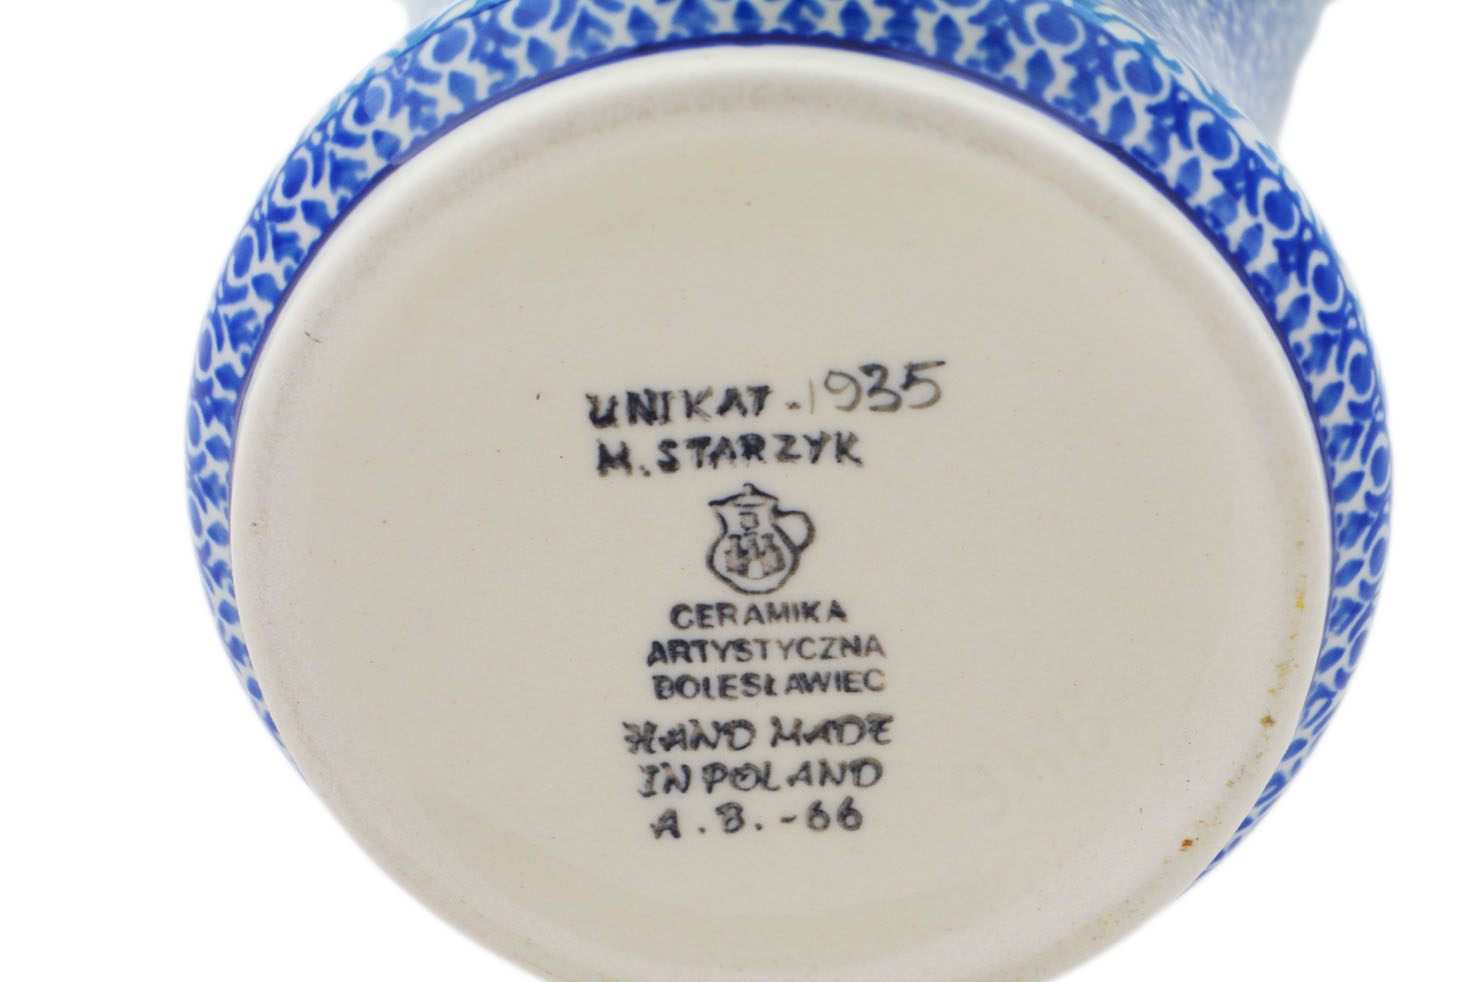 UNIKAT - 1935
M. STARZYK
CERAMIKA
ARTYSTYCZNA
BOLESŁAWIEC
HAND MADE
IN POLAND
A.B.-66